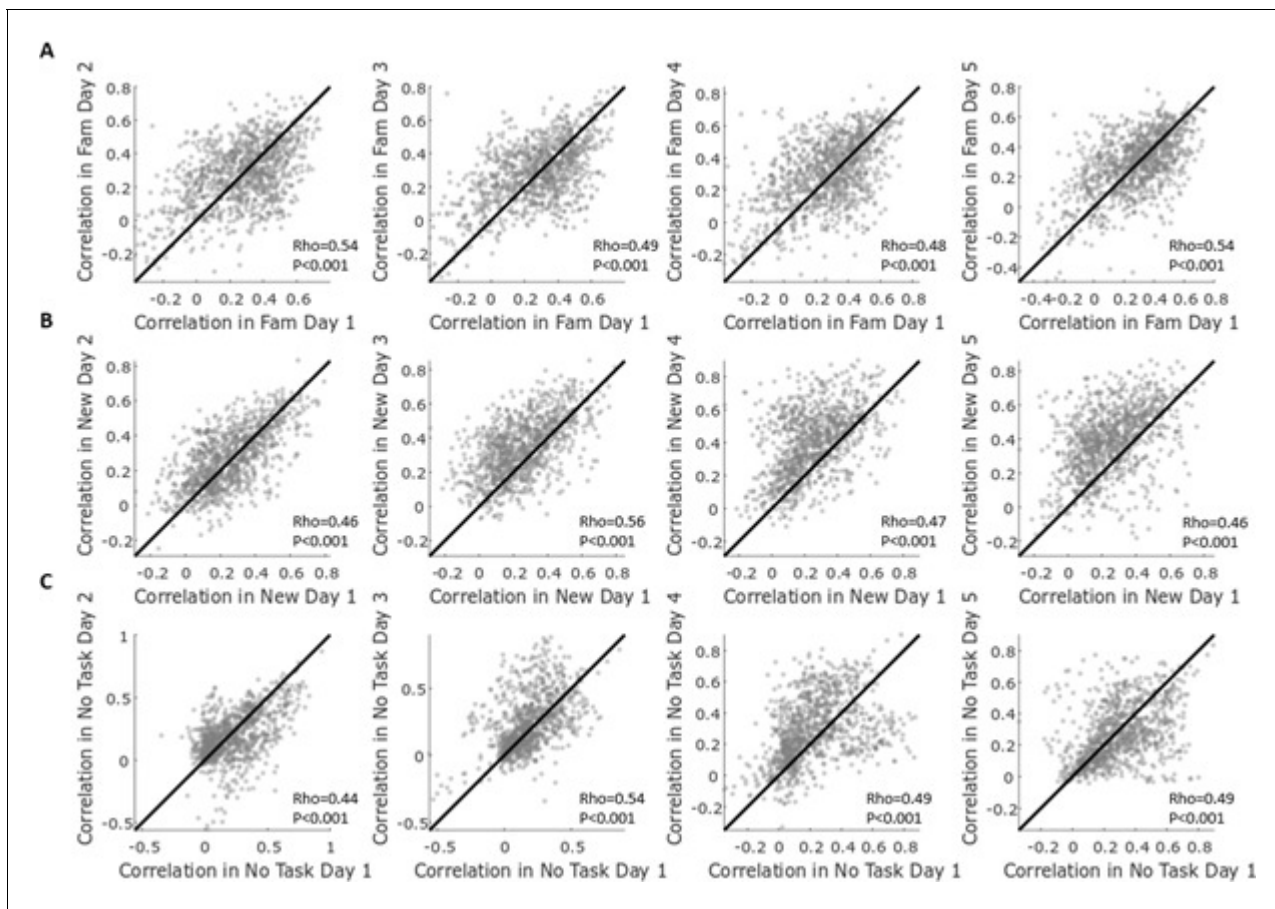 A
Correlation in Fam Day 2
0.8
0.6
0.4
0.2
0
-0.2
-0.2 0 0.2 0.4 0.6
Correlation in Fam Day 1
Rho=0.54
P<0.001
Correlation in Fam Day 3
0.8
0.6
0.4
0.2
0
-0.2
-0.2 0 0.2 0.4 0.6
Correlation in Fam Day 1
Rho=0.49
P<0.001
Correlation in Fam Day 4
0.8
0.6
0.4
0.2
0
-0.2
-0.2 0 0.2 0.4 0.6
Correlation in Fam Day 1
Rho=0.48
P<0.001
Correlation in Fam Day 5
0.8
0.6
0.4
0.2
0
-0.2
-0.4
-0.4 -0.2 0 0.2 0.4 0.6 0.8
Correlation in Fam Day 1
Rho=0.54
P<0.001
B
Correlation in New Day 2
0.8
0.6
0.4
0.2
0
-0.2
-0.2 0 0.2 0.4 0.6 0.8
Correlation in New Day 1
Rho=0.46
P<0.001
Correlation in New Day 3
0.8
0.6
0.4
0.2
0
-0.2
-0.2 0 0.2 0.4 0.6 0.8
Correlation in New Day 1
Rho=0.56
P<0.001
Correlation in New Day 4
0.8
0.6
0.4
0.2
0
-0.2
-0.2 0 0.2 0.4 0.6 0.8
Correlation in New Day 1
Rho=0.47
P<0.001
Correlation in New Day 5
0.8
0.6
0.4
0.2
0
-0.2
-0.2 0 0.2 0.4 0.6 0.8
Correlation in New Day 1
Rho=0.46
P<0.001
C
Correlation in No Task Day 2
1
0.5
0
-0.5
-0.5 0 0.5 1
Correlation in No Task Day 1
Rho=0.44
P<0.001
Correlation in No Task Day 3
0.5
0
-0.5
-0.5 0 0.5
Correlation in No Task Day 1
Rho=0.54
P<0.001
Correlation in No Task Day 4
0.8
0.6
0.4
0.2
0
-0.2
-0.2 0 0.2 0.4 0.6 0.8
Correlation in No Task Day 1
Rho=0.49
P<0.001
Correlation in No Task Day 5
0.8
0.6
0.4
0.2
0
-0.2
-0.2 0 0.2 0.4 0.6 0.8
Correlation in No Task Day 1
Rho=0.49
P<0.001